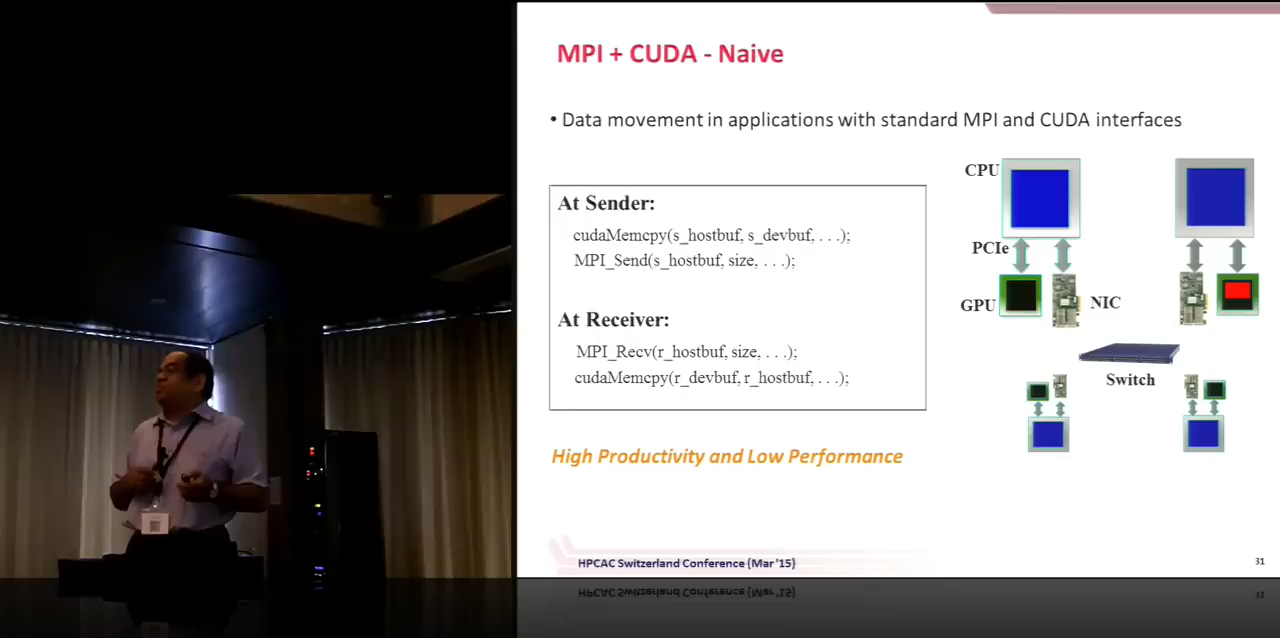 MPI + CUDA - Naive
• Data movement in applications with standard MPI and CUDA interfaces
At Sender:
cudaMemcpy(s_hostbuf, s_devbuf, . . .);
MPI_Send(s_hostbuf, size, . . .);
At Receiver:
MPI_Recv(r_hostbuf, size, . . .);
cudaMemcpy(r_devbuf, r_hostbuf, . . .);
CPU
PCIe
GPU
NIC
Switch
High Productivity and Low Performance
HPCAC Switzerland Conference (Mar '15)
31